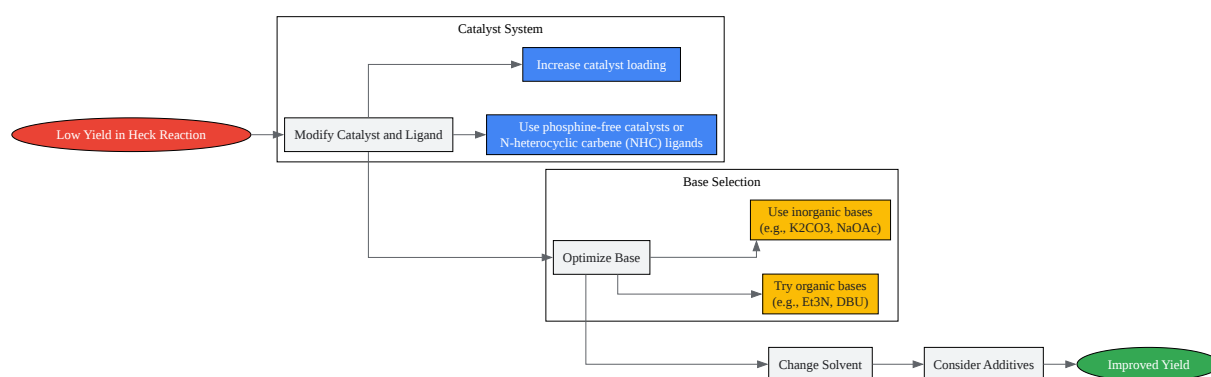 Catalyst System
Increase catalyst loading
Low Yield in Heck Reaction
Modify Catalyst and Ligand
Use phosphine-free catalysts or
N-heterocyclic carbene (NHC) ligands
Base Selection
Use inorganic bases
(e.g., K2CO3, NaOAc)
Optimize Base
Try organic bases
(e.g., Et3N, DBU)
Change Solvent
Consider Additives
Improved Yield